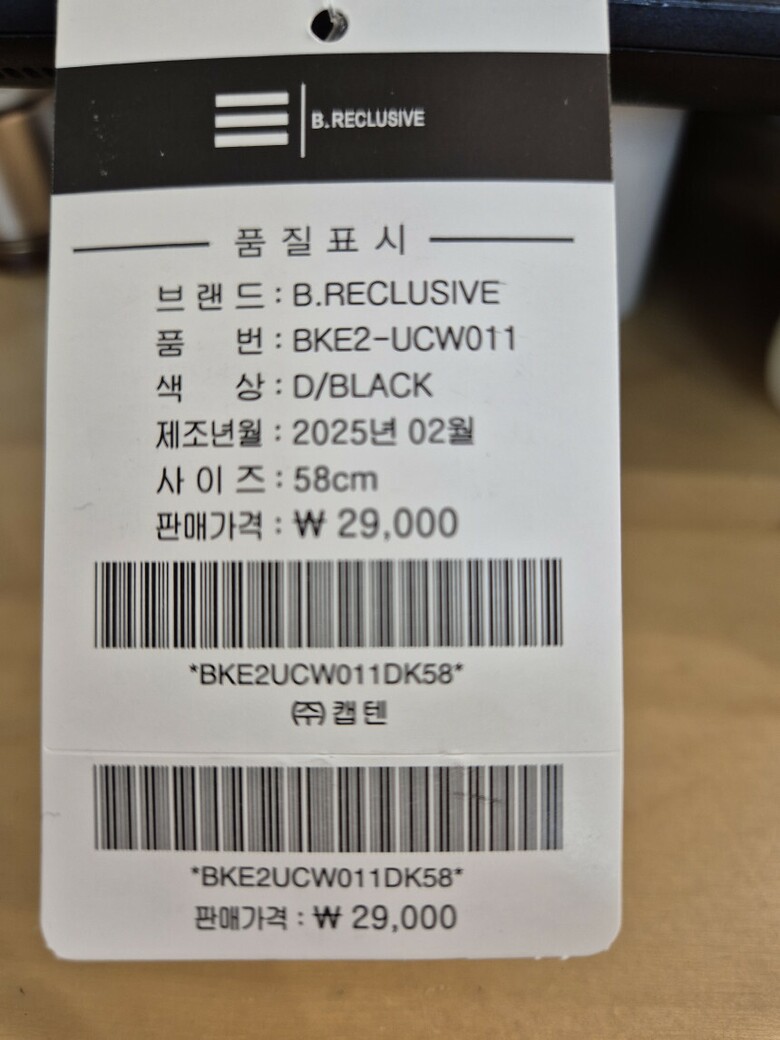 B.RECLUSIVE
품질표시
브랜드 : B.RECLUSIVE
품 번 : BKE2-UCW011
색 상 : D/BLACK
제조년월 : 2025년 02월
사이즈 : 58cm
판매가격 : ₩ 29,000
*BKE2UCW011DK58*
㈜캡텐
*BKE2UCW011DK58*
판매가격 : ₩ 29,000